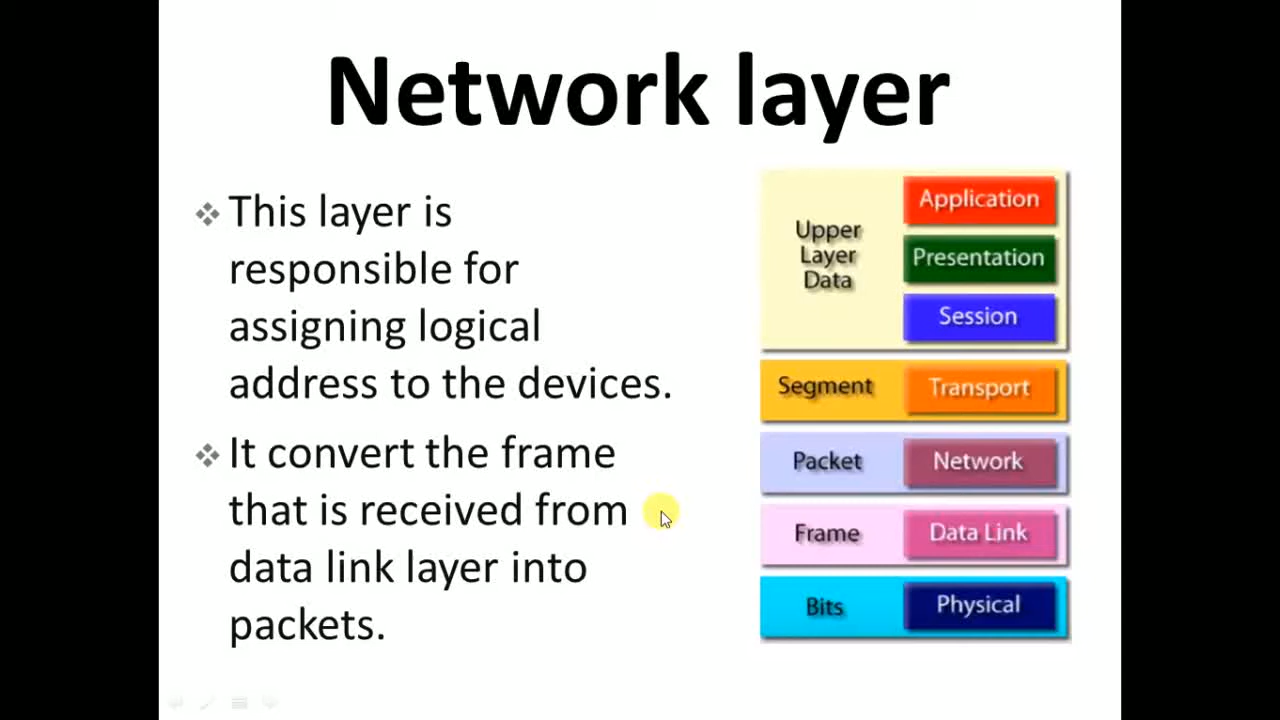 Network layer
This layer is
responsible for
assigning logical
address to the devices.
It convert the frame
that is received from
data link layer into
packets.
Upper
Layer
Data
Application
Presentation
Session
Segment Transport
Packet Network
Frame Data Link
Bits Physical